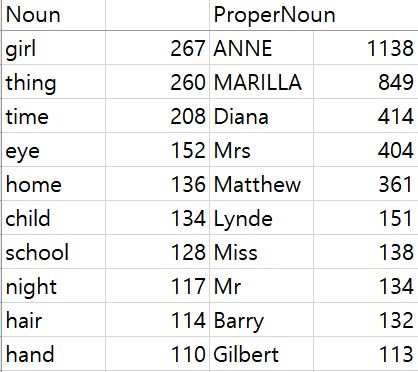 Noun ProperNoun
girl 267 ANNE 1138
thing 260 MARILLA 849
time 208 Diana 414
eye 152 Mrs 404
home 136 Matthew 361
child 134 Lynde 151
school 128 Miss 138
night 117 Mr 134
hair 114 Barry 132
hand 110 Gilbert 113